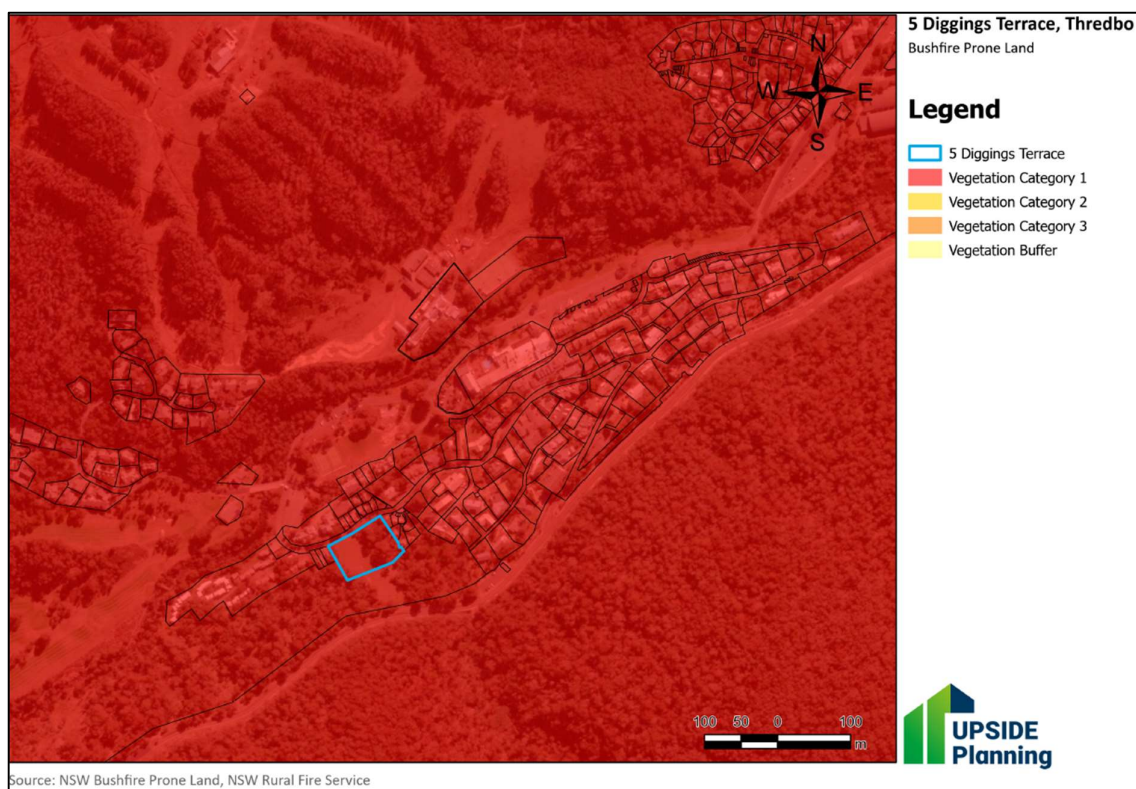 5 Diggings Terrace, Thredbo
Bushfire Prone Land
N
W E
S
Legend
5 Diggings Terrace
Vegetation Category 1
Vegetation Category 2
Vegetation Category 3
Vegetation Buffer
100 50 0 100
m
UPSIDE
Planning
Source: NSW Bushfire Prone Land, NSW Rural Fire Service